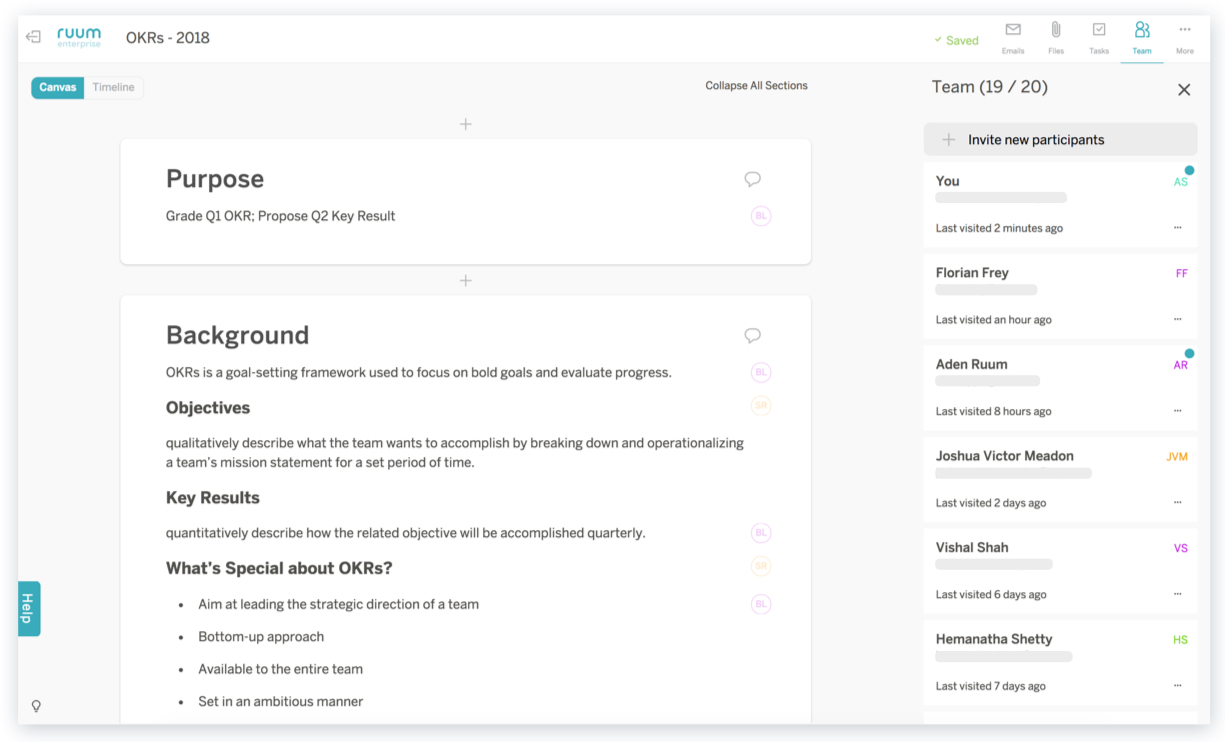 ruum
enterprise
OKRs - 2018
Saved
Emails
Files
Tasks
Team
More
Canvas
Timeline
Collapse All Sections
Purpose
Grade Q1 OKR; Propose Q2 Key Result
BL
Background
OKRs is a goal-setting framework used to focus on bold goals and evaluate progress.
BL
Objectives
SR
qualitatively describe what the team wants to accomplish by breaking down and operationalizing
a team's mission statement for a set period of time.
Key Results
quantitatively describe how the related objective will be accomplished quarterly.
BL
What's Special about OKRs?
SR
• Aim at leading the strategic direction of a team
BL
• Bottom-up approach
• Available to the entire team
• Set in an ambitious manner
Help
Team (19 / 20)
Invite new participants
You
AS
Last visited 2 minutes ago
Florian Frey
FF
Last visited an hour ago
Aden Ruum
AR
Last visited 8 hours ago
Joshua Victor Meadon
JVM
Last visited 2 days ago
Vishal Shah
VS
Last visited 6 days ago
Hemanatha Shetty
HS
Last visited 7 days ago